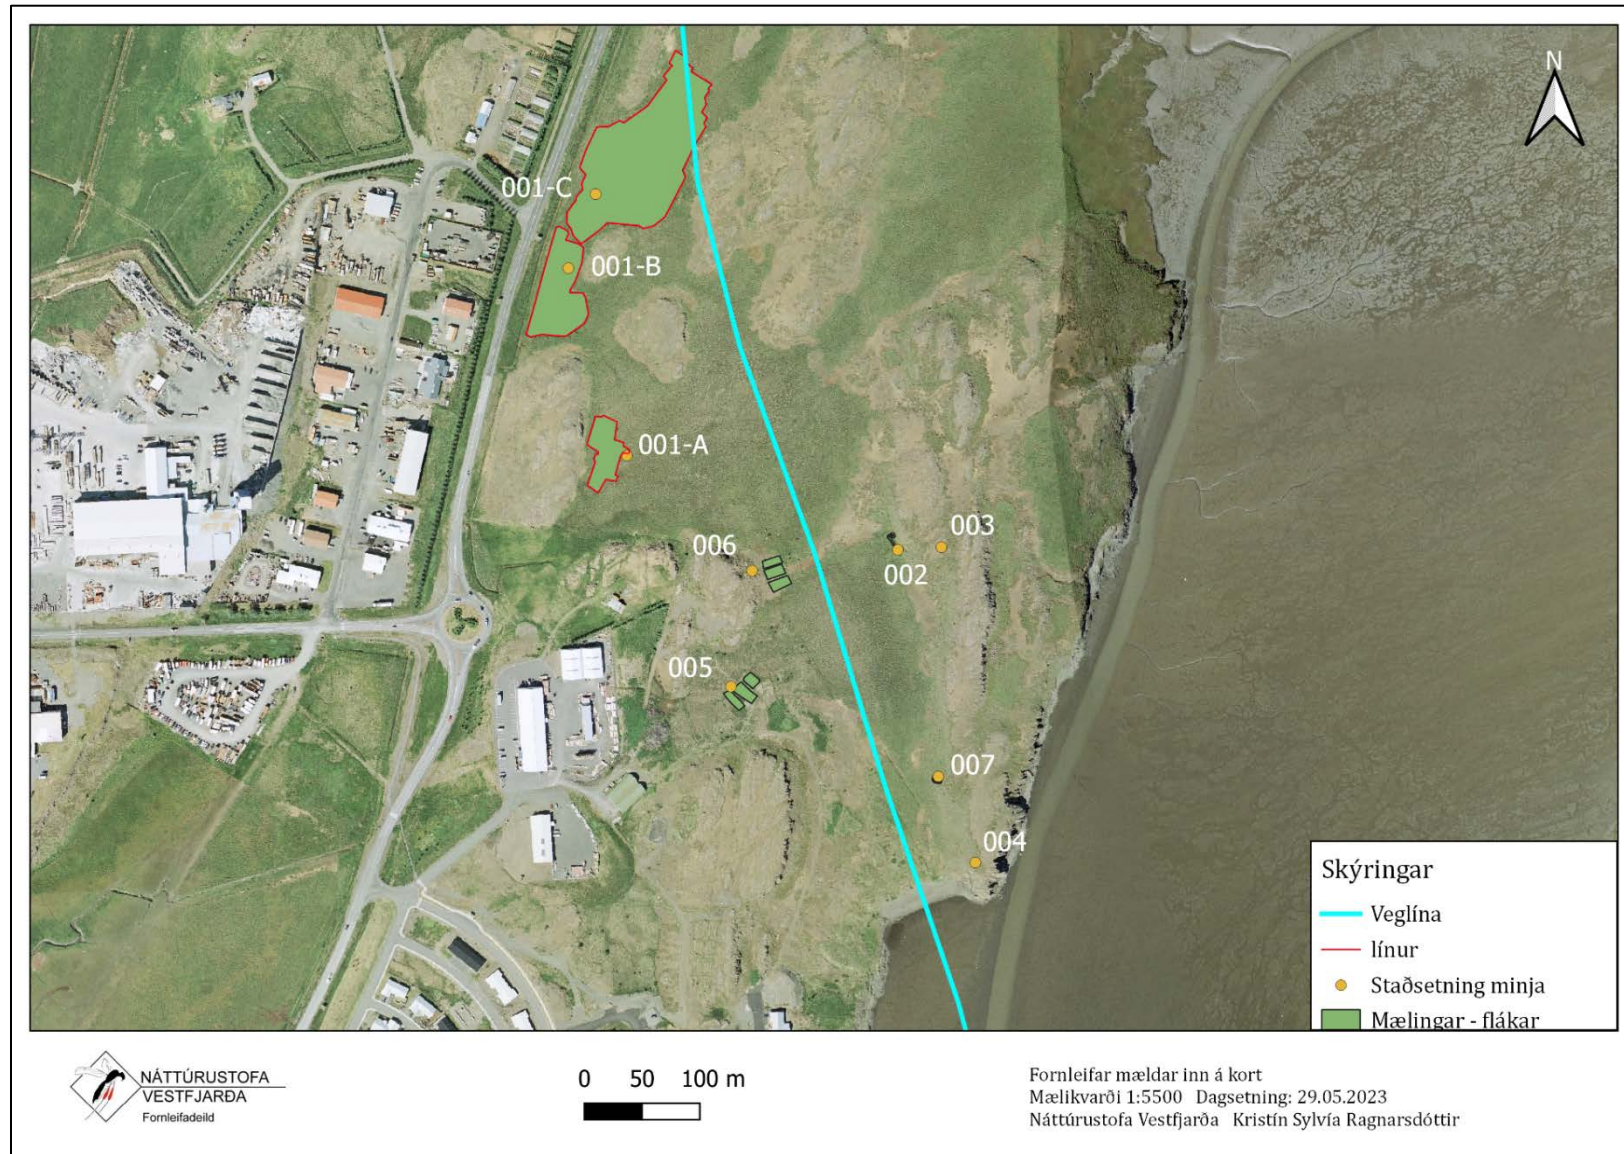 N
001-C
001-B
001-A
003
006
002
005
007
004
Skýringar
Veglína
línur
Staðsetning minja
Mælingar - flákar
NÁTTÚRUSTOFA
VESTFJARÐA
Fornleifadeild
0 50 100 m
Fornleifar mældar inn á kort
Mælikvarði 1:5500 Dagsetning: 29.05.2023
Náttúrustofa Vestfjarða Kristín Sylvía Ragnarsdóttir